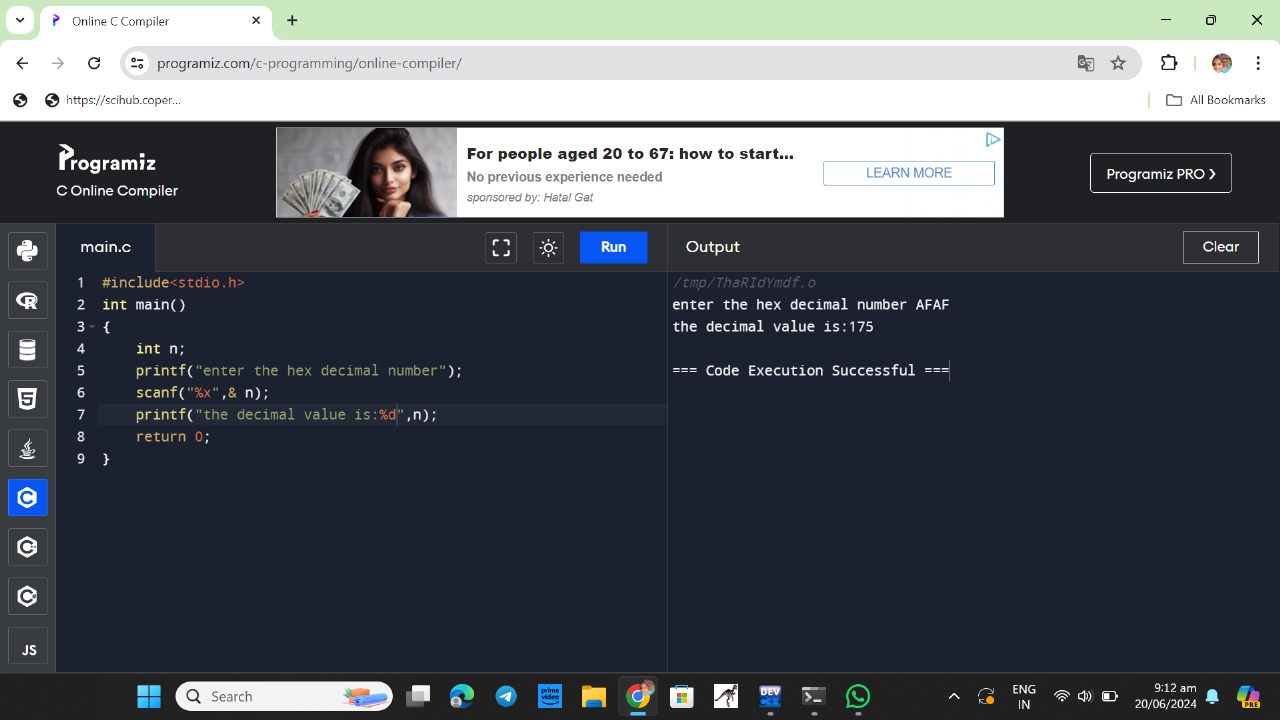 Online C Compiler
programiz.com/c-programming/online-compiler/
https://scihub.coper...
All Bookmarks
Programiz
C Online Compiler
For people aged 20 to 67: how to start...
No previous experience needed
sponsored by: Hatal Gat
LEARN MORE
Programiz PRO ❯
main.c
Run
Output
Clear
1 #include<stdio.h>
2 int main()
3 {
4 int n;
5 printf("enter the hex decimal number");
6 scanf("%x",& n);
7 printf("the decimal value is:%d",n);
8 return 0;
9 }
/tmp/ThaRIdYmdf.o
enter the hex decimal number AFAF
the decimal value is:175
=== Code Execution Successful ===
JS
Search
prime video
DEV
ENG
IN
9:12 am
20/06/2024
PRE